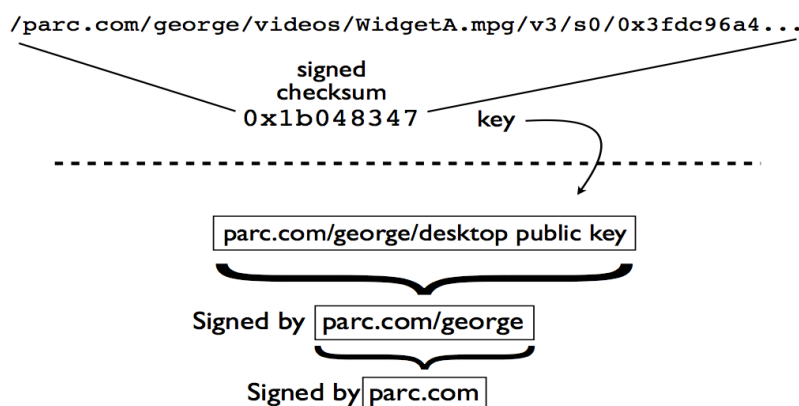 /parc.com/george/videos/WidgetA.mpg/v3/s0/0x3fdc96a4...
signed
checksum
0x1b048347 key
parc.com/george/desktop public key
Signed by parc.com/george
Signed by parc.com